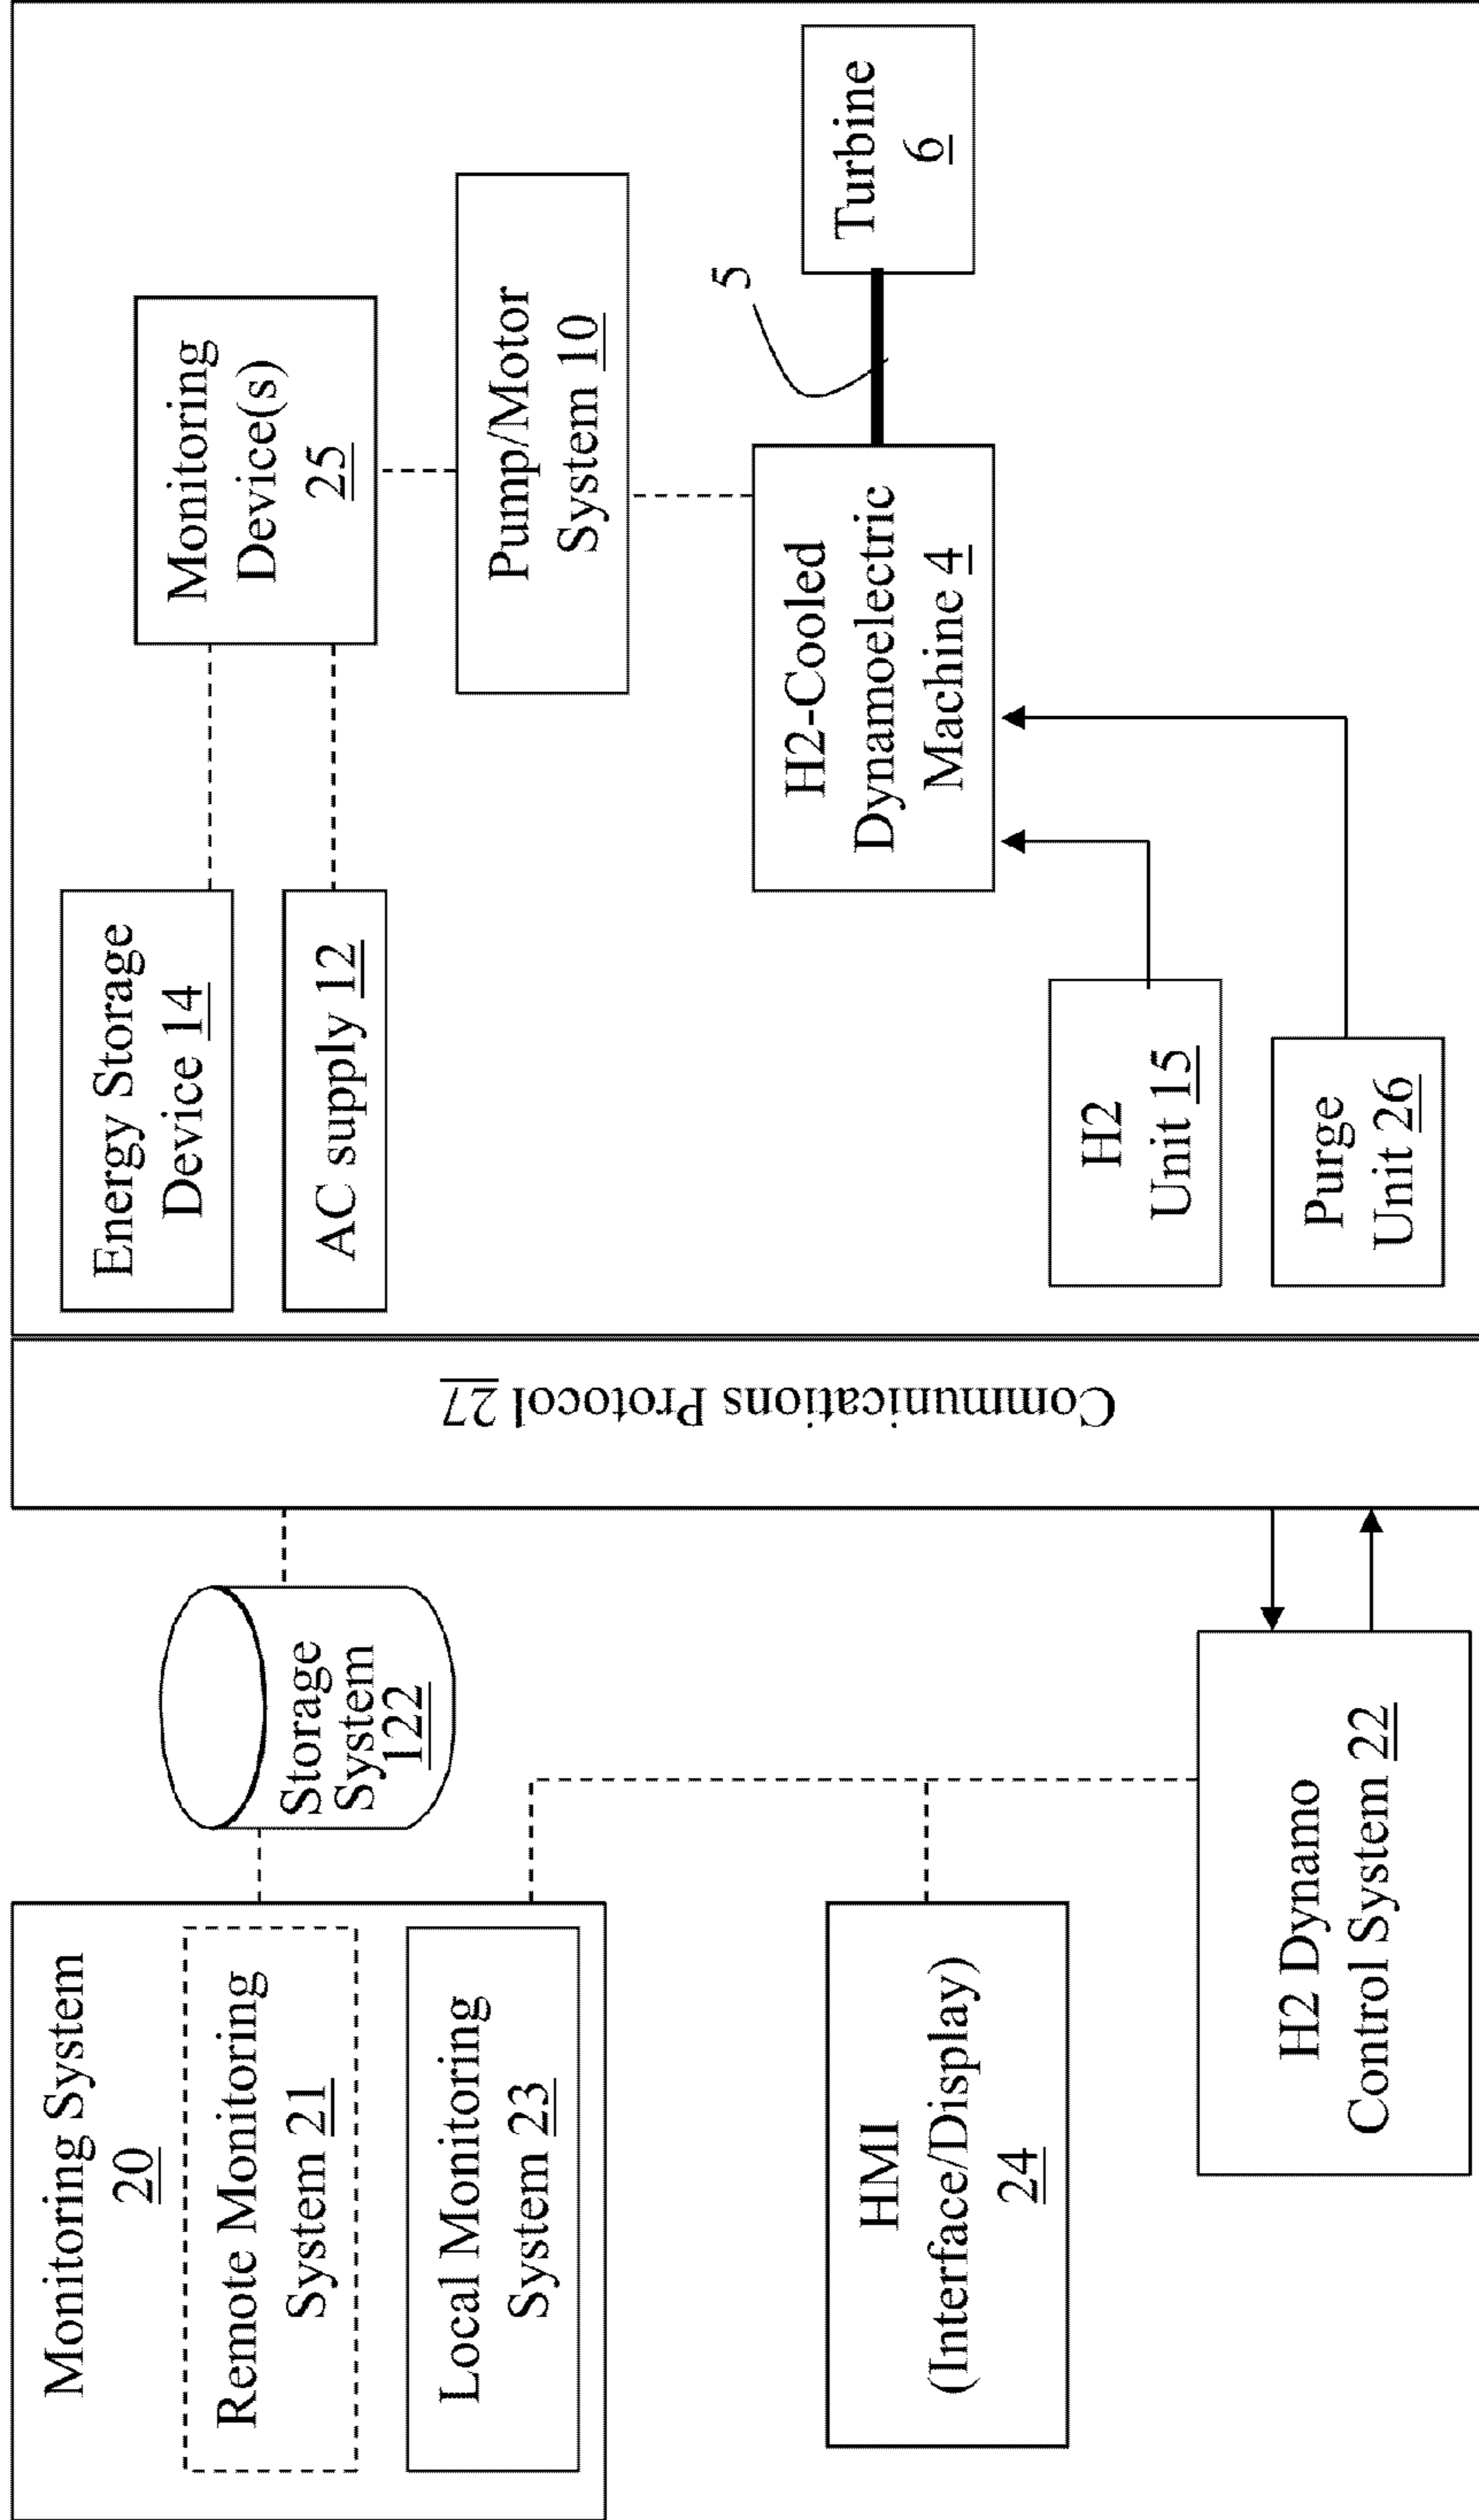 Monitoring System
20
Remote Monitoring
System 21
Local Monitoring
System 23
Storage
System
122
HMI
(Interface/Display)
24
H2 Dynamo
Control System 22
Communications Protocol 27
Energy Storage
Device 14
AC supply 12
Monitoring
Device(s)
25
Pump/Motor
System 10
H2-Cooled
Dynamoelectric
Machine 4
5
Turbine
6
H2
Unit 15
Purge
Unit 26